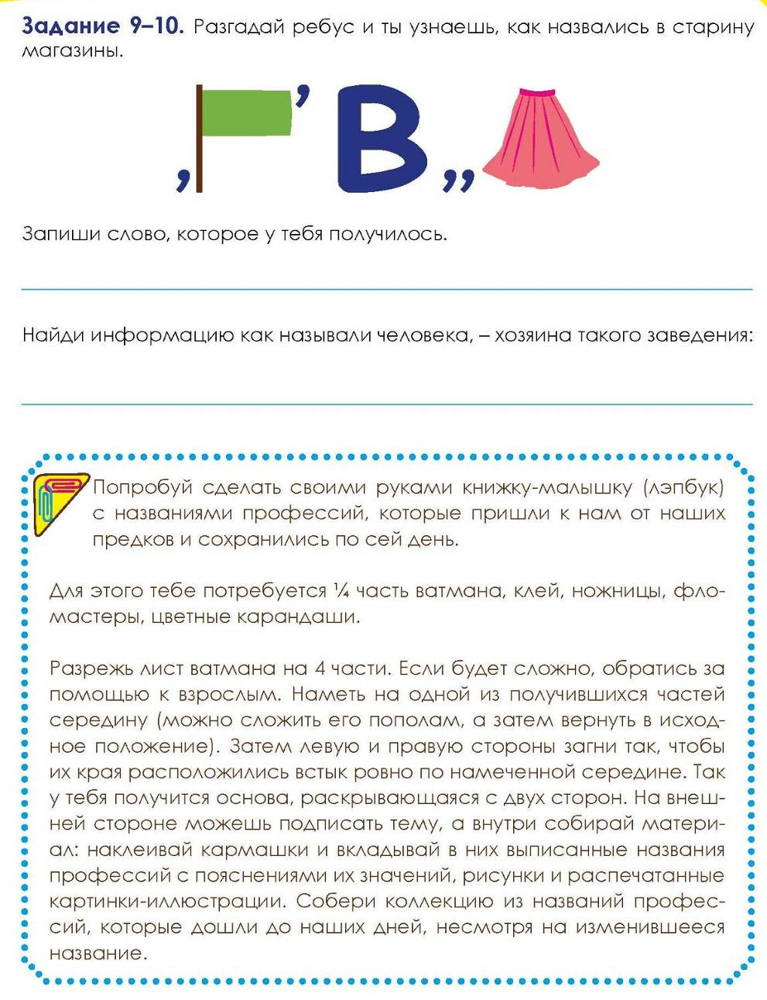 Задание 9–10. Разгадай ребус и ты узнаешь, как назвались в старину
магазины.
, ’ В ,,
Запиши слово, которое у тебя получилось.
Найди информацию как называли человека, – хозяина такого заведения:
Попробуй сделать своими руками книжку-малышку (лэпбук)
с названиями профессий, которые пришли к нам от наших
предков и сохранились по сей день.
Для этого тебе потребуется ¼ часть ватмана, клей, ножницы, фло-
мастеры, цветные карандаши.
Разрежь лист ватмана на 4 части. Если будет сложно, обратись за
помощью к взрослым. Наметь на одной из получившихся частей
середину (можно сложить его пополам, а затем вернуть в исход-
ное положение). Затем левую и правую стороны загни так, чтобы
их края расположились встык ровно по намеченной середине. Так
у тебя получится основа, раскрывающаяся с двух сторон. На внеш-
ней стороне можешь подписать тему, а внутри собирай матери-
ал: наклеивай кармашки и вкладывай в них выписанные названия
профессий с пояснениями их значений, рисунки и распечатанные
картинки-иллюстрации. Собери коллекцию из названий профес-
сий, которые дошли до наших дней, несмотря на изменившееся
название.